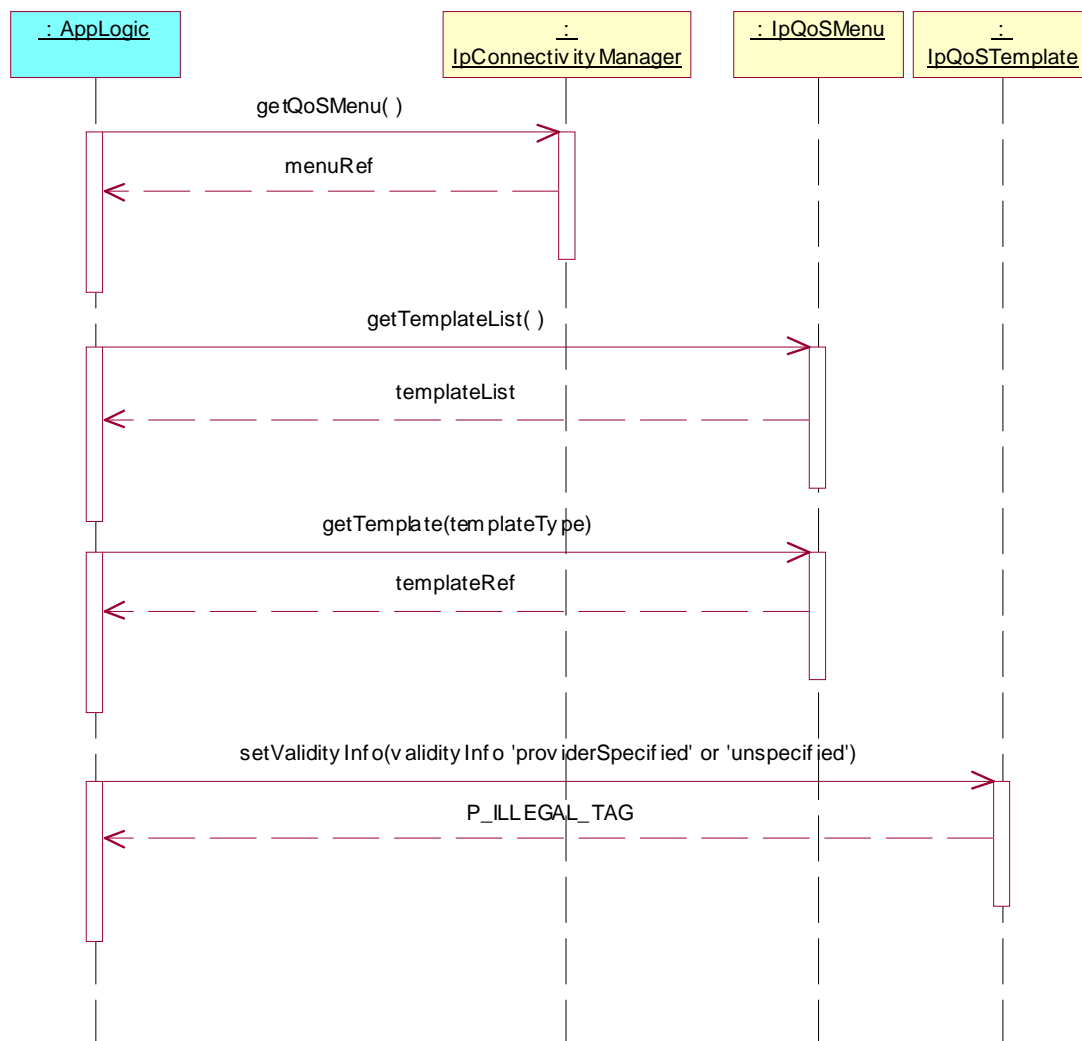 : AppLogic
:
IpConnectivityManager
: IpQoSMenu
:
IpQoSTemplate
getQoSMenu( )
menuRef
getTemplateList( )
templateList
getTemplate(templateType)
templateRef
setValidityInfo(validityInfo 'providerSpecified' or 'unspecified')
P_ILLEGAL_TAG